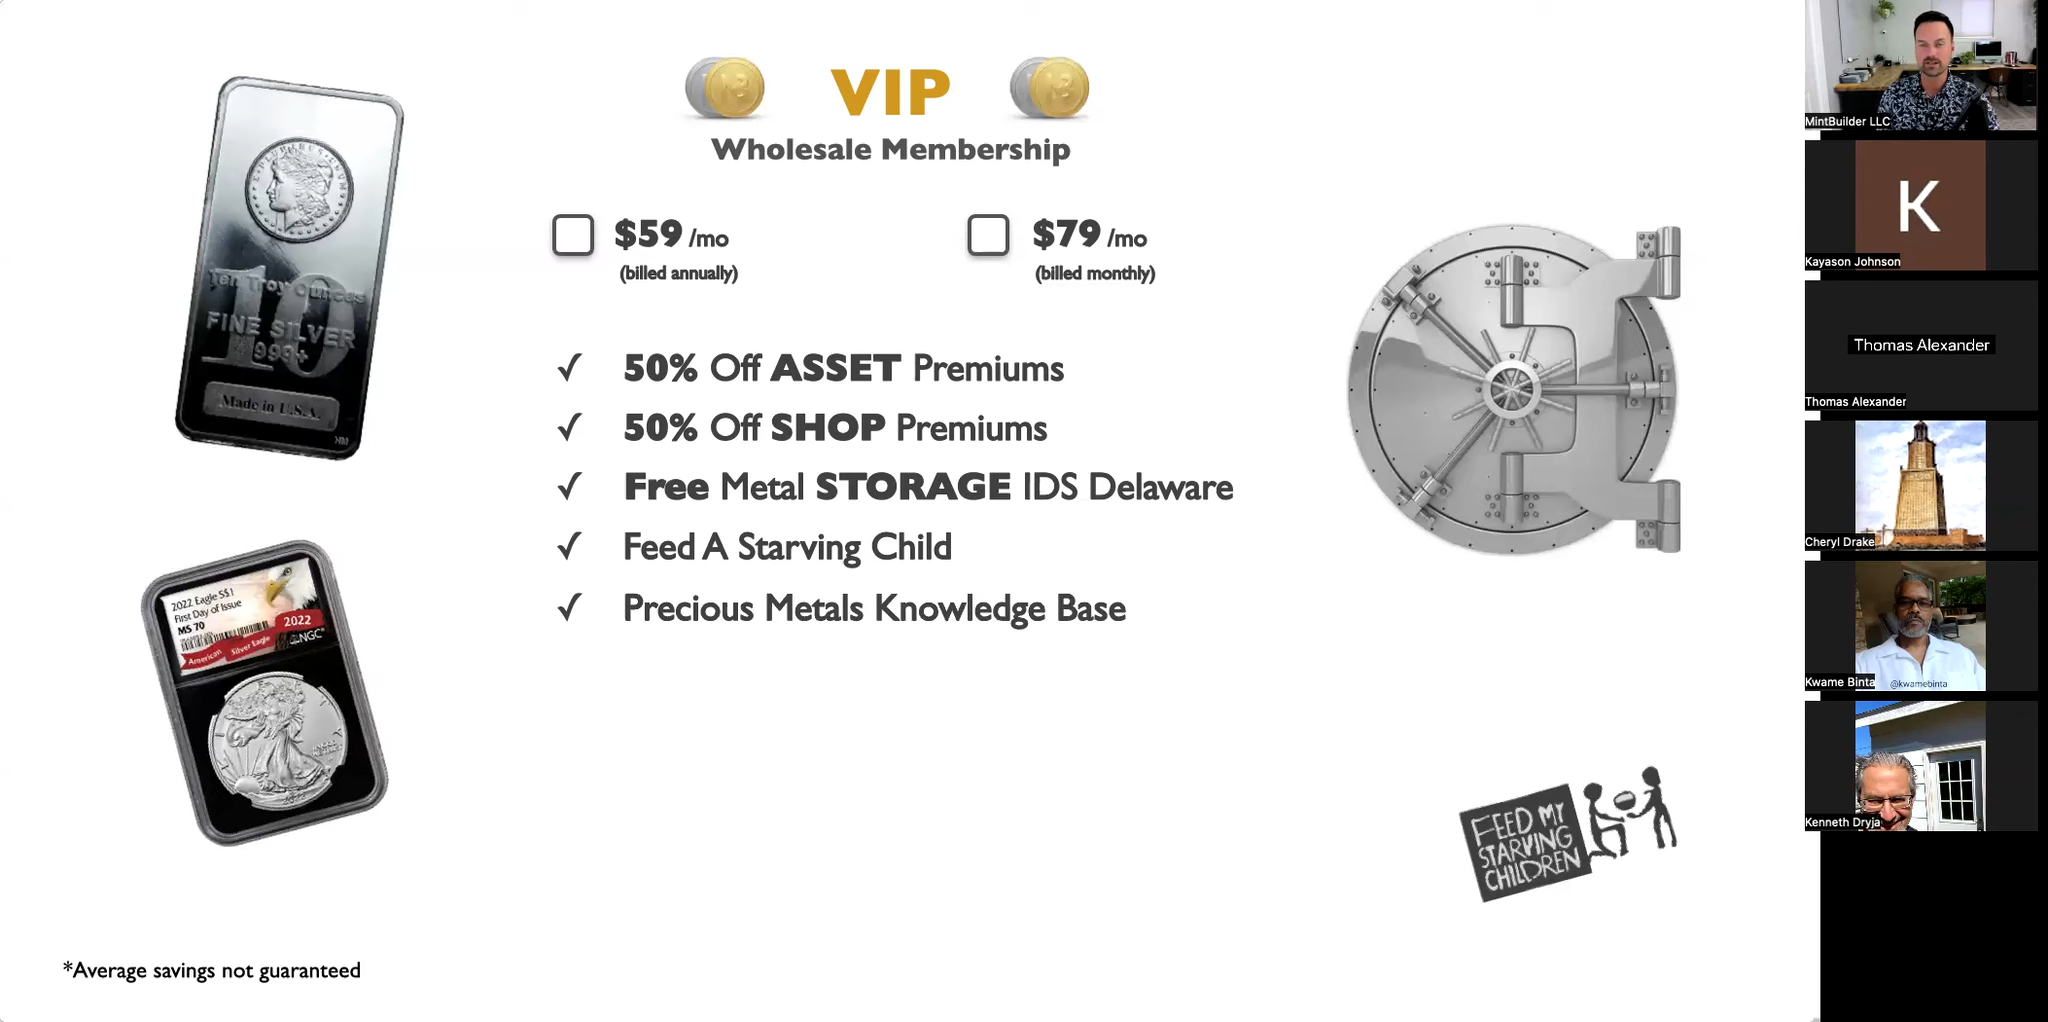 VIP
Wholesale Membership
$59 /mo
(billed annually)
$79 /mo
(billed monthly)
✓ 50% Off ASSET Premiums
✓ 50% Off SHOP Premiums
✓ Free Metal STORAGE IDS Delaware
✓ Feed A Starving Child
✓ Precious Metals Knowledge Base
Ten Troy Ounces
10
FINE SILVER
999+
Made in U.S.A.
2022 Eagle S$1
First Day of Issue
MS 70
2022
NGC
American Silver Eagle
FEED MY
STARVING
CHILDREN
*Average savings not guaranteed
MintBuilder LLC
K
Kayason Johnson
Thomas Alexander
Thomas Alexander
Cheryl Drake
@kwamebinta
Kwame Binta
Kenneth Dryja